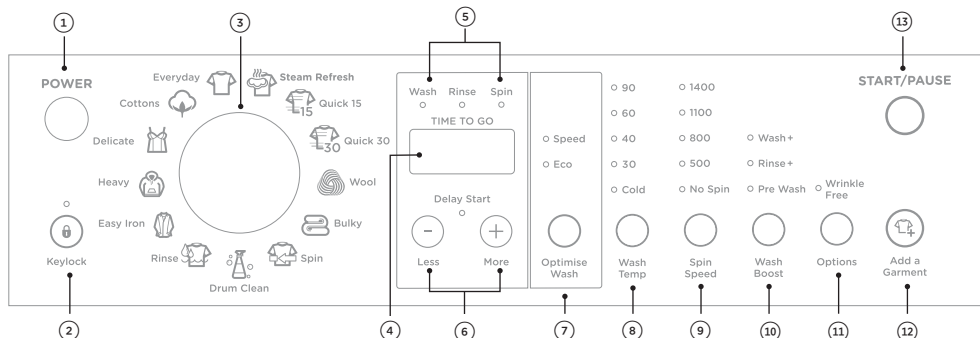 1
3
5
13
POWER
Everyday
Steam Refresh
Cottons
15
Quick 15
Delicate
30
Quick 30
Heavy
Wool
Easy Iron
Bulky
Rinse
Spin
Drum Clean
Keylock
Wash Rinse Spin
TIME TO GO
Delay Start
-
+
Less
More
Speed
Eco
Optimise
Wash
90
60
40
30
Cold
Wash
Temp
1400
1100
800
500
No Spin
Spin
Speed
Wash+
Rinse+
Pre Wash
Wash
Boost
Wrinkle
Free
Options
START/PAUSE
Add a
Garment
2
4
6
7
8
9
10
11
12